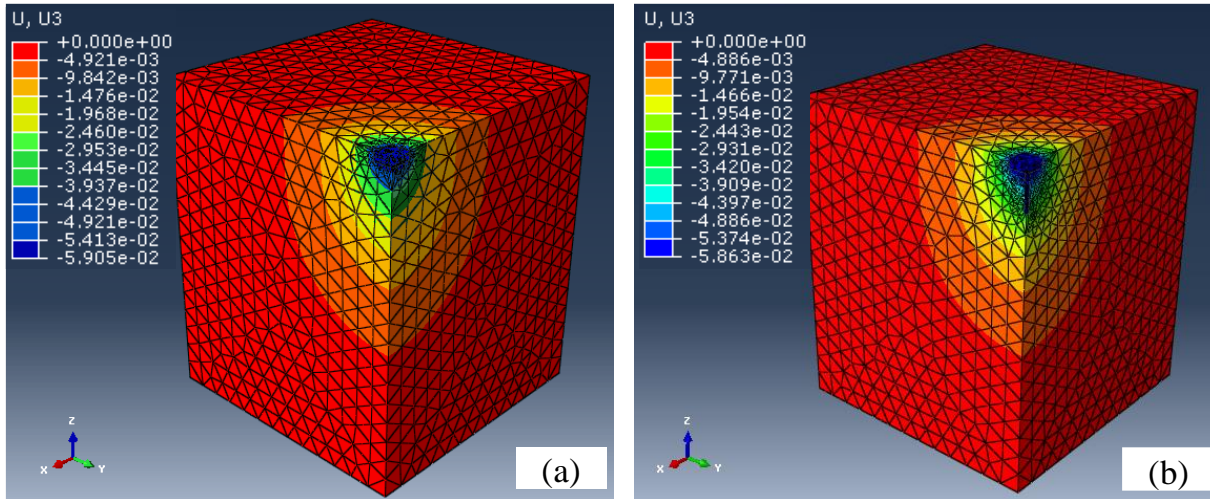 U, U3
+0.000e+00
-4.921e-03
-9.842e-03
-1.476e-02
-1.968e-02
-2.460e-02
-2.953e-02
-3.445e-02
-3.937e-02
-4.429e-02
-4.921e-02
-5.413e-02
-5.905e-02
Z
X
Y
(a)
U, U3
+0.000e+00
-4.886e-03
-9.771e-03
-1.466e-02
-1.954e-02
-2.443e-02
-2.931e-02
-3.420e-02
-3.909e-02
-4.397e-02
-4.886e-02
-5.374e-02
-5.863e-02
Z
X
Y
(b)